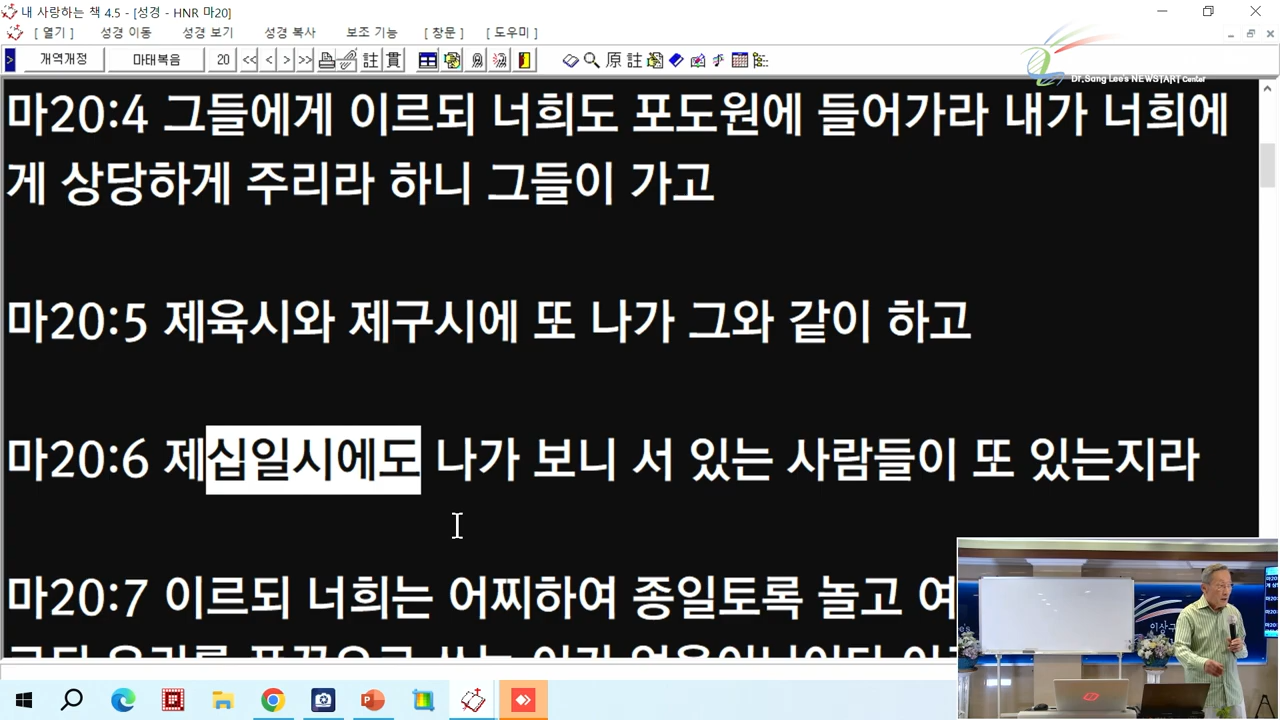 내 사랑하는 책 4.5 - [성경 - HNR 마20]
[ 열기 ] 성경 이동 성경 보기 성경 복사 보조 기능 [ 창문 ] [ 도우미 ]
개역개정 마태복음 20 << < > >> 註 貫 原 註
Dr. Sang Lee's NEWSTART Center
마20:4 그들에게 이르되 너희도 포도원에 들어가라 내가 너희에
게 상당하게 주리라 하니 그들이 가고
마20:5 제육시와 제구시에 또 나가 그와 같이 하고
마20:6 제십일시에도 나가 보니 서 있는 사람들이 또 있는지라
마20:7 이르되 너희는 어찌하여 종일토록 놀고 여
이상구